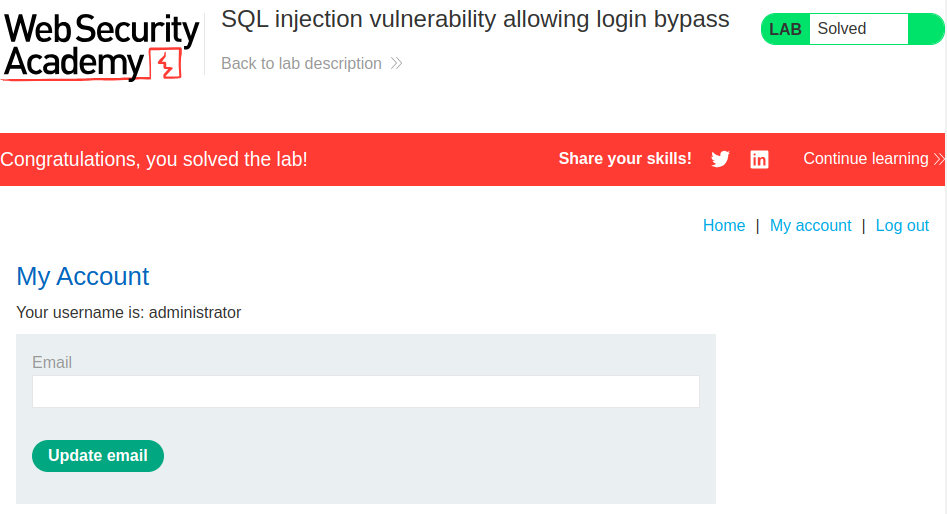 Web Security
Academy
SQL injection vulnerability allowing login bypass
Back to lab description
LAB Solved
Congratulations, you solved the lab!
Share your skills!
Continue learning
Home | My account | Log out
My Account
Your username is: administrator
Email
Update email